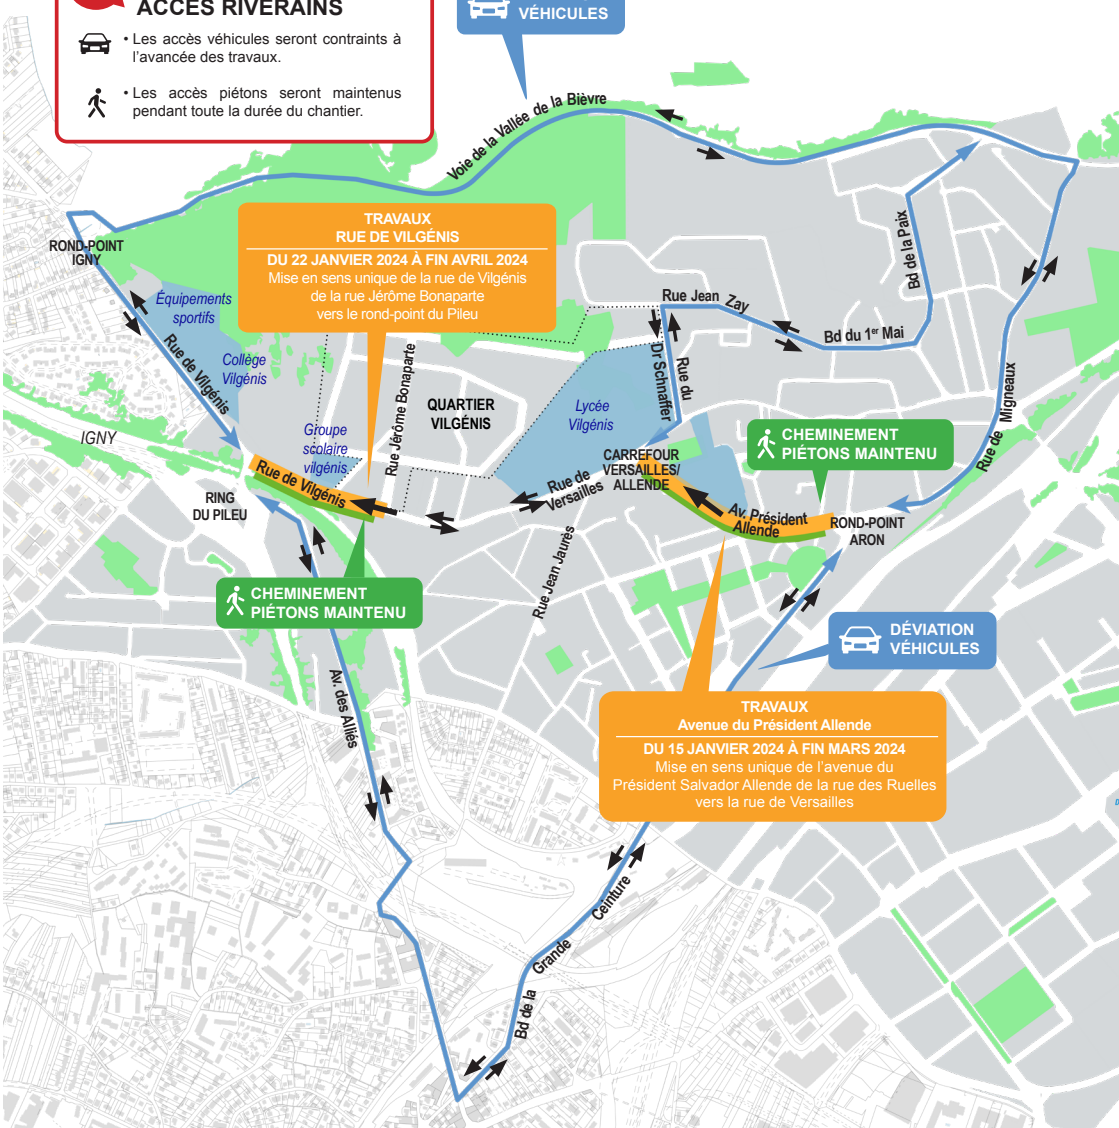 ACCÈS RIVERAINS
• Les accès véhicules seront contraints à
l'avancée des travaux.
• Les accès piétons seront maintenus
pendant toute la durée du chantier.
VÉHICULES
Voie de la Vallée de la Bièvre
ROND-POINT
IGNY
TRAVAUX
RUE DE VILGÉNIS
DU 22 JANVIER 2024 À FIN AVRIL 2024
Mise en sens unique de la rue de Vilgénis
de la rue Jérôme Bonaparte
vers le rond-point du Pileu
Bd de la Paix
Rue Jean Zay
Bd du 1er Mai
Équipements
sportifs
Rue de Vilgénis
Collège
Vilgénis
Rue Jérôme Bonaparte
QUARTIER
VILGÉNIS
Rue du
Dr Schnaffer
Lycée
Vilgénis
Rue de Migneaux
IGNY
Groupe
scolaire
vilgénis
CHEMINEMENT
PIÉTONS MAINTENU
CARREFOUR
VERSAILLES/
ALLENDE
Rue de Vilgénis
Rue de
Versailles
RING
DU PILEU
Av. Président
Allende
ROND-POINT
ARON
Rue Jean Jaurès
CHEMINEMENT
PIÉTONS MAINTENU
DÉVIATION
VÉHICULES
Av. des Alliés
TRAVAUX
Avenue du Président Allende
DU 15 JANVIER 2024 À FIN MARS 2024
Mise en sens unique de l'avenue du
Président Salvador Allende de la rue des Ruelles
vers la rue de Versailles
Bd de la Grande Ceinture